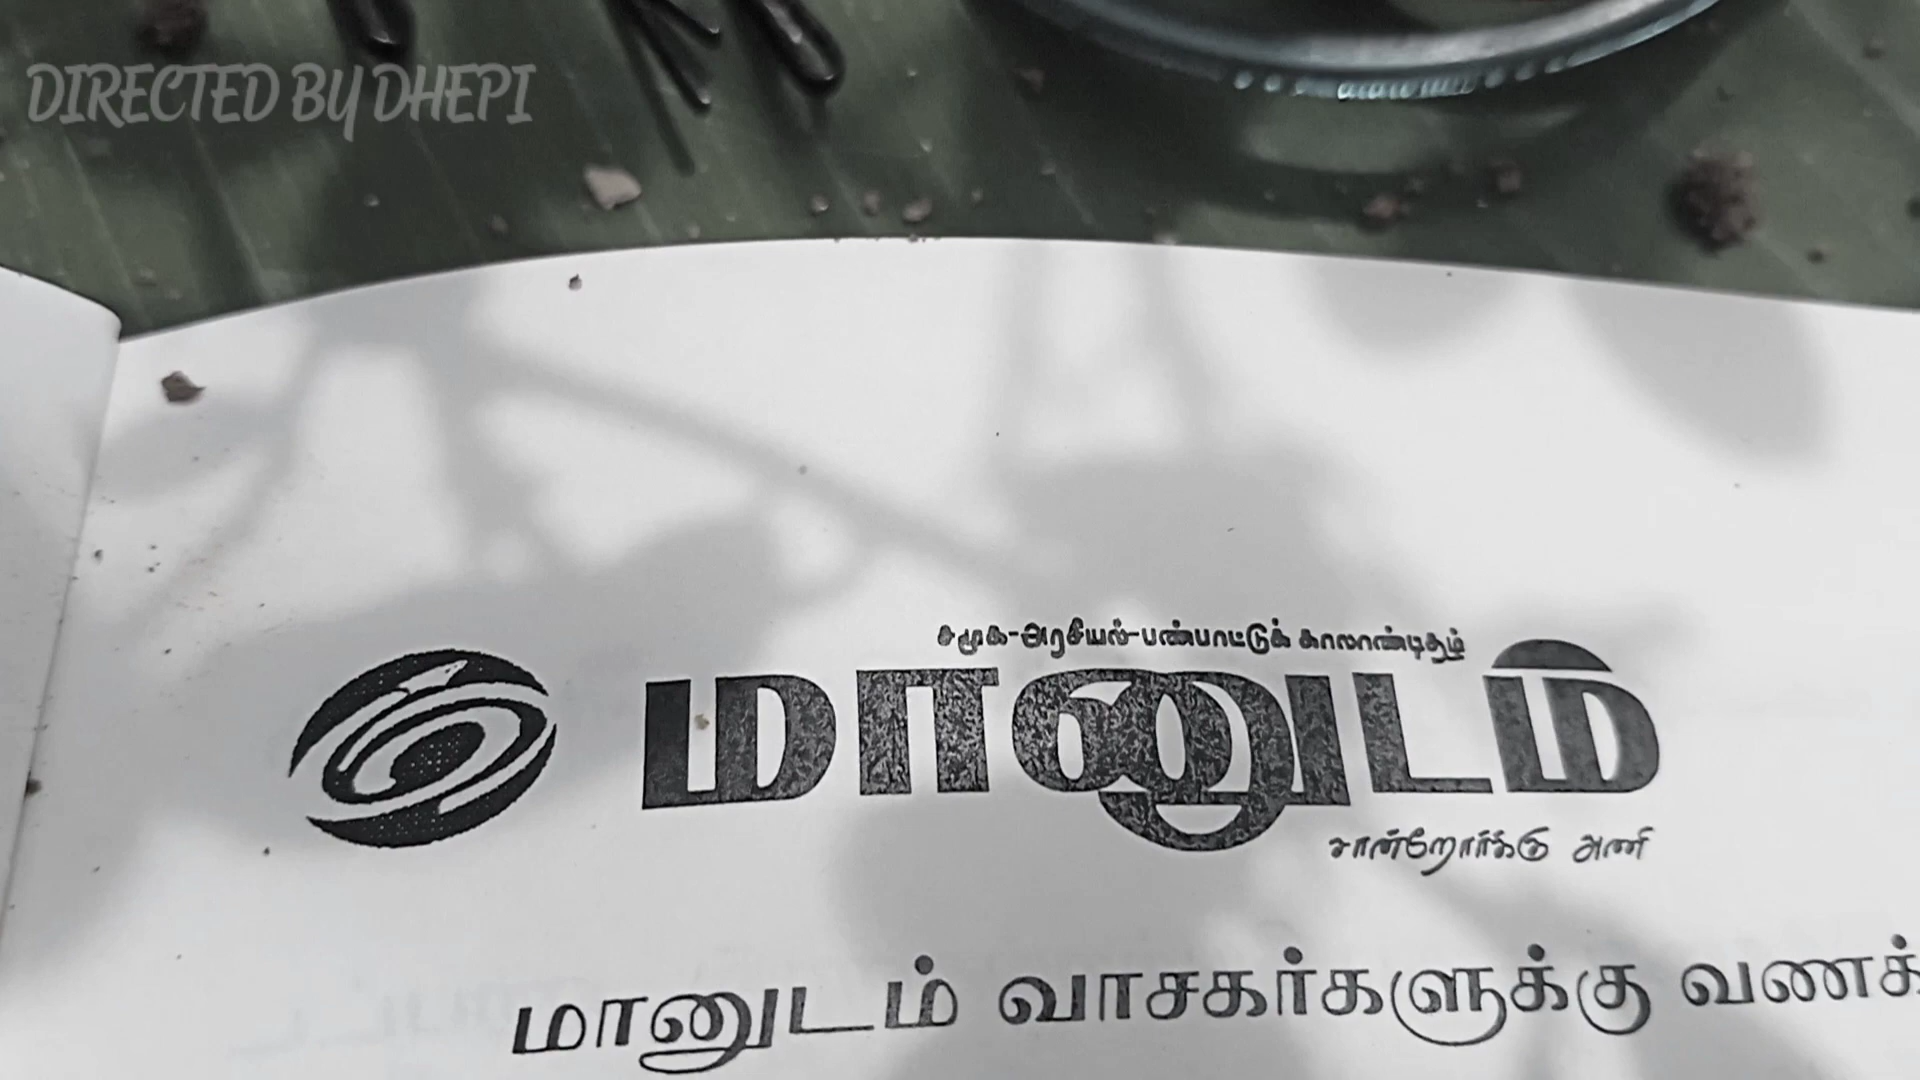 DIRECTED BY DHEPI
சமூக-அரசியல்-பண்பாட்டுக் காலாண்டிதழ்
மானுடம்
சான்றோர்க்கு அணி
மானுடம் வாசகர்களுக்கு வணக்